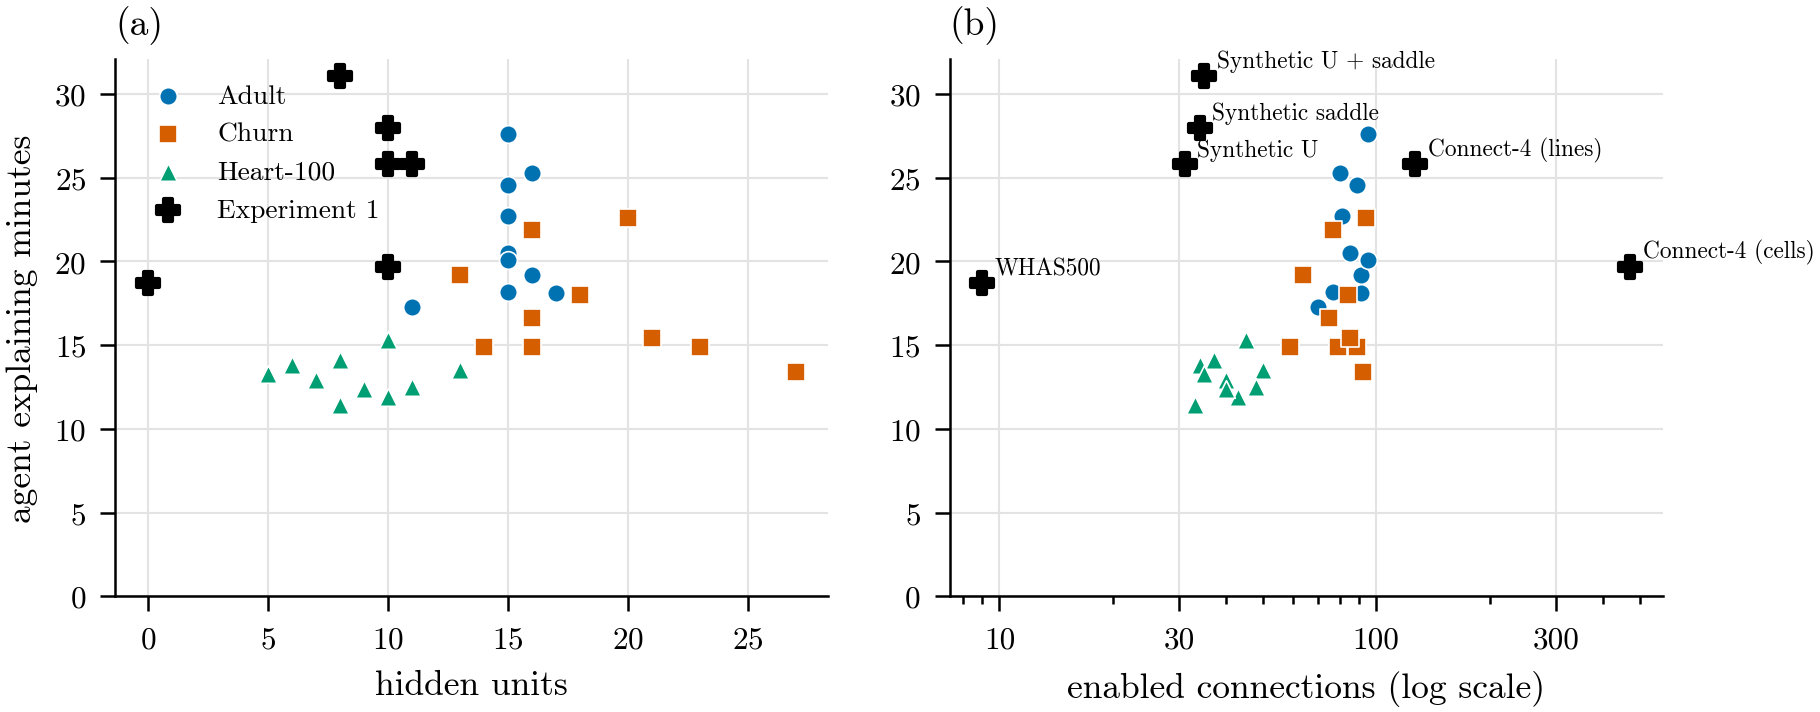 (a)
agent explaining minutes
30
25
20
15
10
5
0
Adult
Churn
Heart-100
Experiment 1
0 5 10 15 20 25
hidden units
(b)
30
25
20
15
10
5
0
Synthetic U + saddle
Synthetic saddle
Synthetic U
Connect-4 (lines)
Connect-4 (cells)
WHAS500
10 30 100 300
enabled connections (log scale)